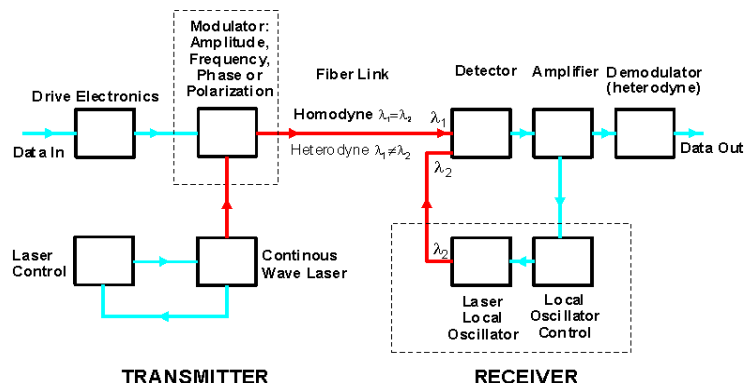 Modulator:
Amplitude,
Frequency,
Phase or
Polarization
Drive Electronics
Data In
Fiber Link
Homodyne λ₁=λ₂
Heterodyne λ₁≠λ₂
Detector
Amplifier
Demodulator
(heterodyne)
λ₁
λ₂
Data Out
Laser
Control
Continous
Wave Laser
λ₂
Laser
Local
Oscillator
Local
Oscillator
Control
TRANSMITTER
RECEIVER